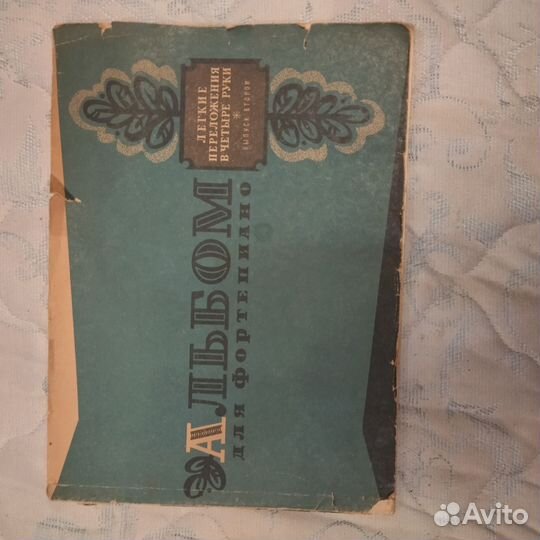 ЛЕГКИЕ
ПЕРЕЛОЖЕНИЯ
В ЧЕТЫРЕ РУКИ
ВЫПУСК ВТОРОЙ
АЛЬБОМ
ДЛЯ ФОРТЕПИАНО
Avito